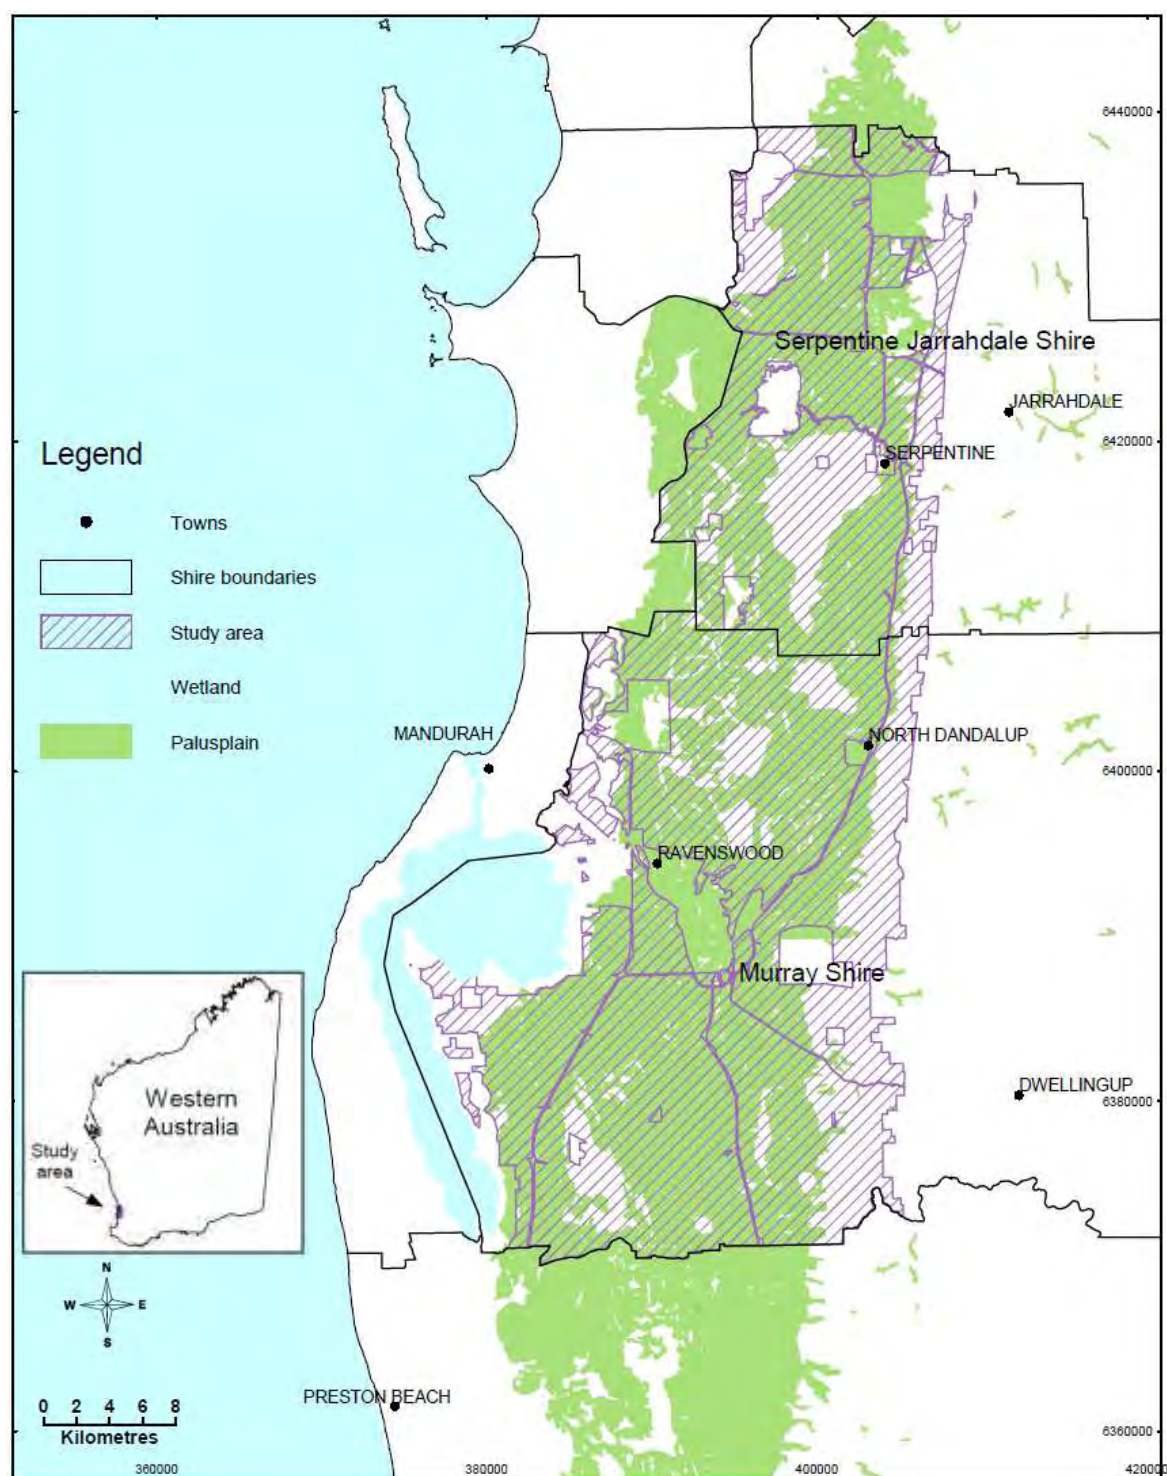 6440000
Serpentine Jarrahdale Shire
JARRAHDALE
6420000
SERPENTINE
Legend
Towns
Shire boundaries
Study area
Wetland
Palusplain
MANDURAH
NORTH DANDALUP
6400000
RAVENSWOOD
Murray Shire
Western
Australia
Study
area
DWELLINGUP
6380000
N
W E
S
PRESTON BEACH
0 2 4 6 8
Kilometres
6360000
360000 380000 400000 420000